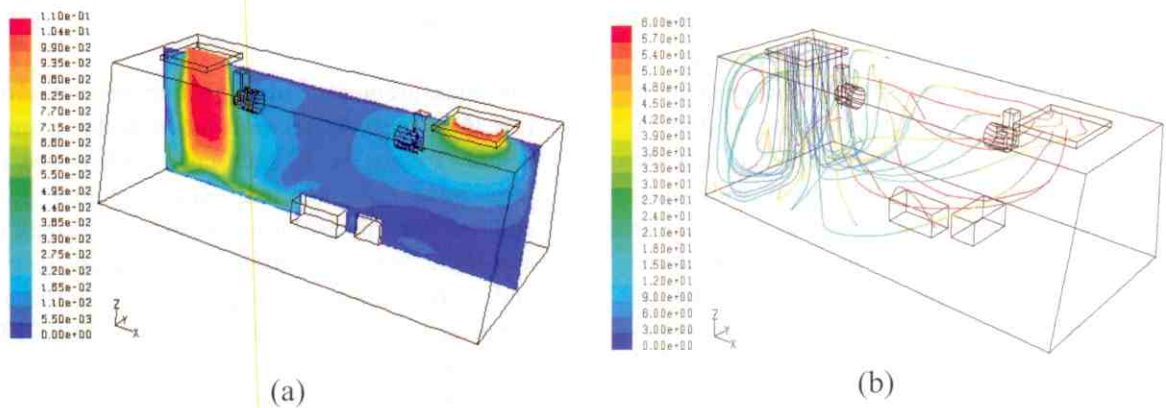 1.10e-01
1.04e-01
9.90e-02
9.35e-02
8.80e-02
8.25e-02
7.70e-02
7.15e-02
6.60e-02
6.05e-02
5.50e-02
4.95e-02
4.40e-02
3.85e-02
3.30e-02
2.75e-02
2.20e-02
1.65e-02
1.10e-02
5.50e-03
0.00e+00
Z
Y
X
(a)
6.00e+01
5.70e+01
5.40e+01
5.10e+01
4.80e+01
4.50e+01
4.20e+01
3.90e+01
3.60e+01
3.30e+01
3.00e+01
2.70e+01
2.40e+01
2.10e+01
1.80e+01
1.50e+01
1.20e+01
9.00e+00
6.00e+00
3.00e+00
0.00e+00
Z
Y
X
(b)